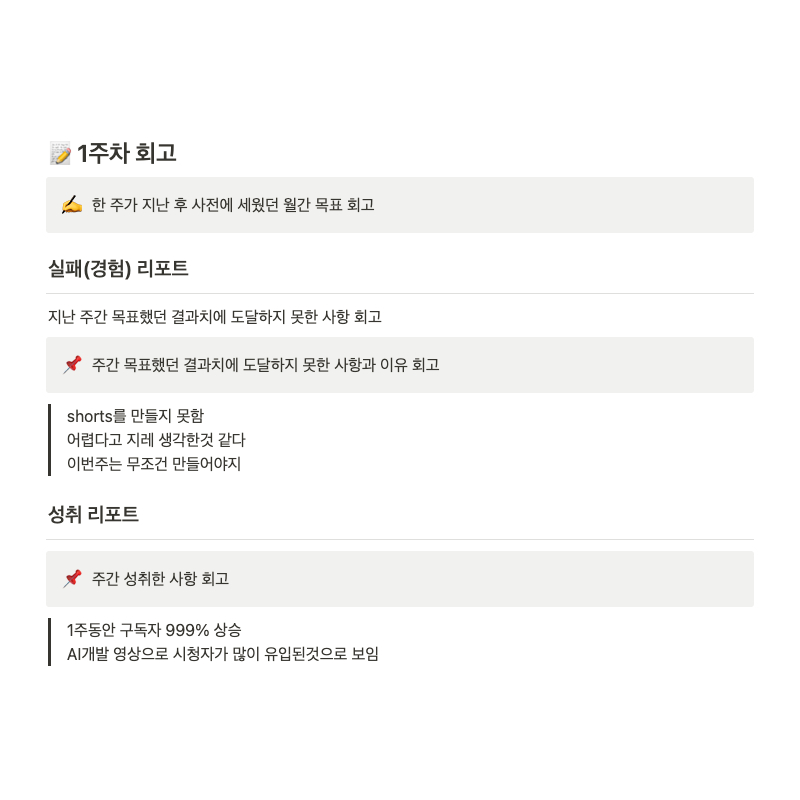 📝 1주차 회고
✍️ 한 주가 지난 후 사전에 세웠던 월간 목표 회고
실패(경험) 리포트
지난 주간 목표했던 결과치에 도달하지 못한 사항 회고
📌 주간 목표했던 결과치에 도달하지 못한 사항과 이유 회고
shorts를 만들지 못함
어렵다고 지레 생각한것 같다
이번주는 무조건 만들어야지
성취 리포트
📌 주간 성취한 사항 회고
1주동안 구독자 999% 상승
AI개발 영상으로 시청자가 많이 유입된것으로 보임